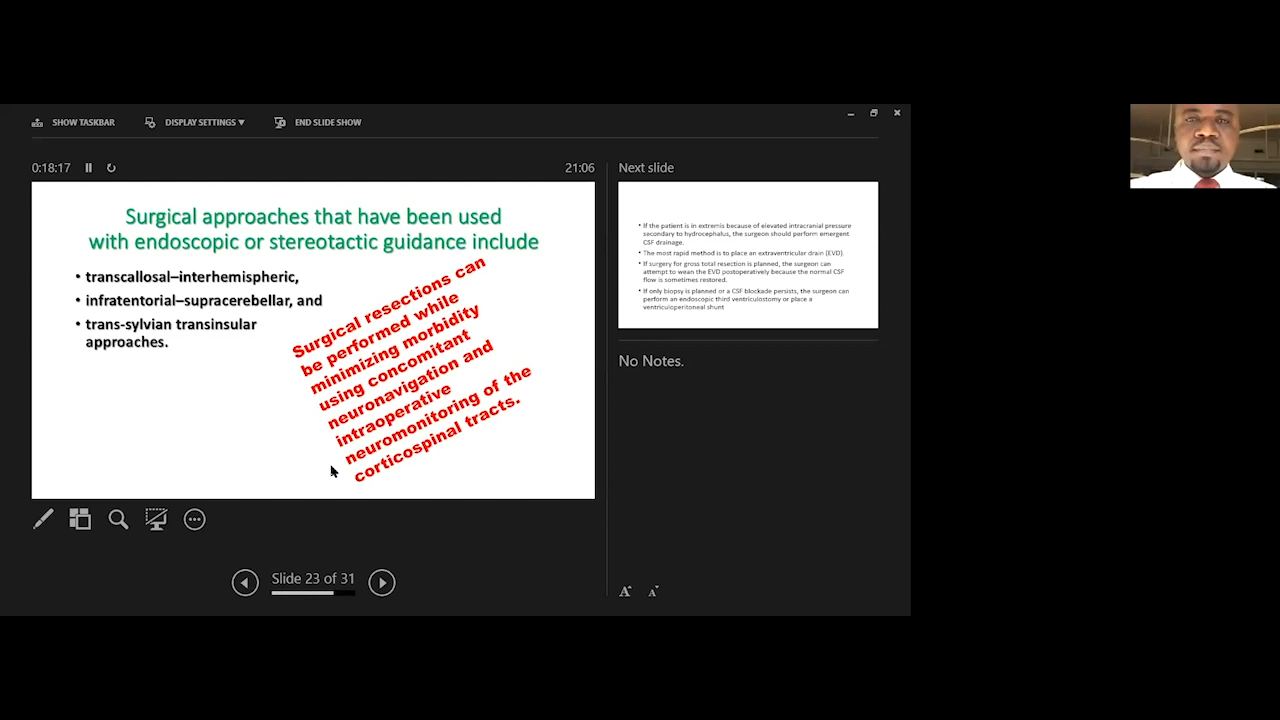 SHOW TASKBAR
DISPLAY SETTINGS ▼
END SLIDE SHOW
0:18:17
21:06
Next slide
Surgical approaches that have been used
with endoscopic or stereotactic guidance include
• transcallosal–interhemispheric,
• infratentorial–supracerebellar, and
• trans-sylvian transinsular
approaches.
Surgical resections can
be performed while
minimizing morbidity
using concomitant
neuronavigation and
intraoperative
neuromonitoring of the
corticospinal tracts.
• If the patient is in extremis because of elevated intracranial pressure
secondary to hydrocephalus, the surgeon should perform emergent
CSF drainage.
• The most rapid method is to place an extraventricular drain (EVD).
• If surgery for gross total resection is planned, the surgeon can
attempt to wean the EVD postoperatively because the normal CSF
flow is sometimes restored.
• If only biopsy is planned or a CSF blockade persists, the surgeon can
perform an endoscopic third ventriculostomy or place a
ventriculoperitoneal shunt
No Notes.
Slide 23 of 31
A A